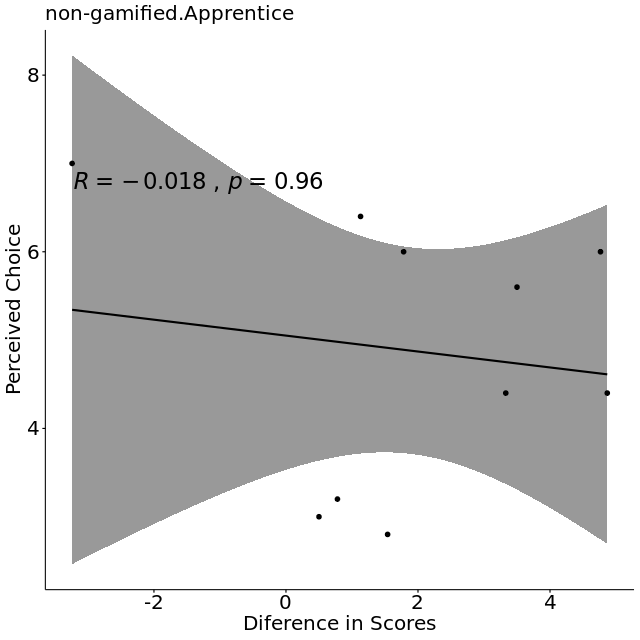 non-gamified.Apprentice
8
R = −0.018 , p = 0.96
6
4
Perceived Choice
-2 0 2 4
Diference in Scores